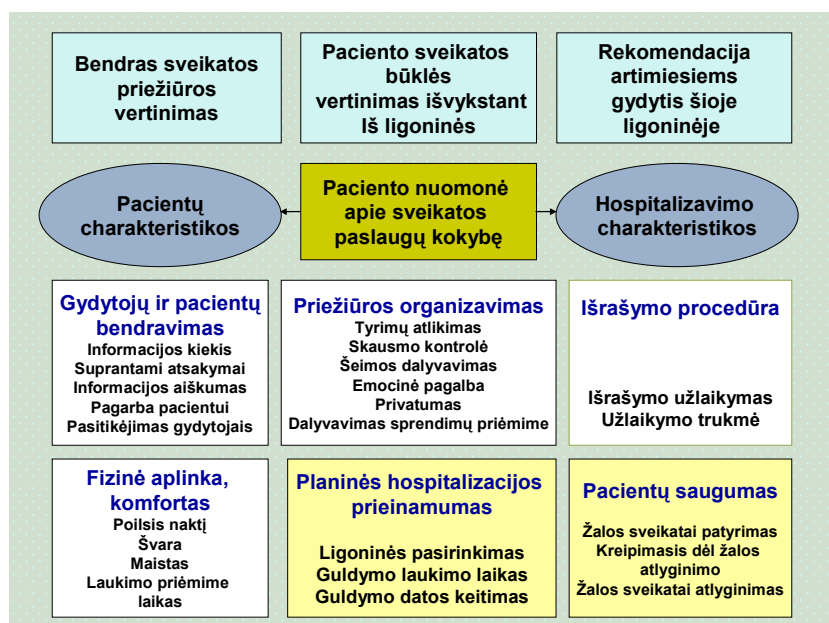 Bendras sveikatos
priežiūros
vertinimas
Paciento sveikatos
būklės
vertinimas išvykstant
Iš ligoninės
Rekomendacija
artimiesiems
gydytis šioje
ligoninėje
Pacientų
charakteristikos
Paciento nuomonė
apie sveikatos
paslaugų kokybę
Hospitalizavimo
charakteristikos
Gydytojų ir pacientų
bendravimas
Informacijos kiekis
Suprantami atsakymai
Informacijos aiškumas
Pagarba pacientui
Pasitikėjimas gydytojais
Priežiūros organizavimas
Tyrimų atlikimas
Skausmo kontrolė
Šeimos dalyvavimas
Emocinė pagalba
Privatumas
Dalyvavimas sprendimų priėmime
Išrašymo procedūra
Išrašymo užlaikymas
Užlaikymo trukmė
Fizinė aplinka,
komfortas
Poilsis naktį
Švara
Maistas
Laukimo priėmime
laikas
Planinės hospitalizacijos
prieinamumas
Ligoninės pasirinkimas
Guldymo laukimo laikas
Guldymo datos keitimas
Pacientų saugumas
Žalos sveikatai patyrimas
Kreipimasis dėl žalos
atlyginimo
Žalos sveikatai atlyginimas